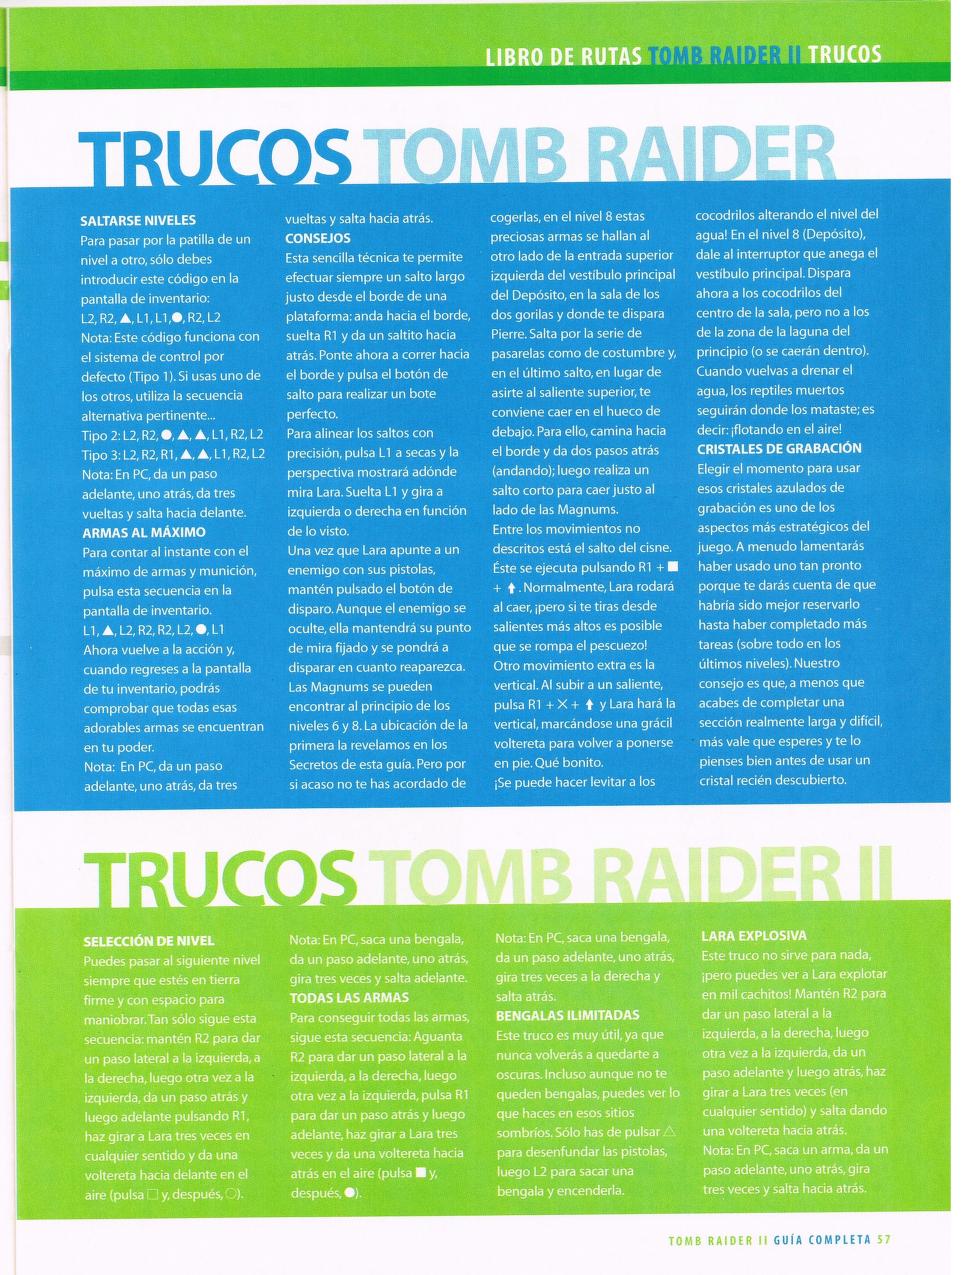 LIBRO DE RUTAS TOMB RAIDER II TRUCOS
TRUCOS TOMB RAIDER
SALTARSE NIVELES
Para pasar por la patilla de un
nivel a otro, sólo debes
introducir este código en la
pantalla de inventario:
L2, R2, ▲, L1, L1,●, R2, L2
Nota: Este código funciona con
el sistema de control por
defecto (Tipo 1). Si usas uno de
los otros, utiliza la secuencia
alternativa pertinente...
Tipo 2: L2, R2, ●, ▲, ▲, L1, R2, L2
Tipo 3: L2, R2, R1, ▲, ▲, L1, R2, L2
Nota: En PC, da un paso
adelante, uno atrás, da tres
vueltas y salta hacia delante.
ARMAS AL MÁXIMO
Para contar al instante con el
máximo de armas y munición,
pulsa esta secuencia en la
pantalla de inventario.
L1, ▲, L2, R2, R2, L2, ●, L1
Ahora vuelve a la acción y,
cuando regreses a la pantalla
de tu inventario, podrás
comprobar que todas esas
adorables armas se encuentran
en tu poder.
Nota: En PC, da un paso
adelante, uno atrás, da tres
vueltas y salta hacia atrás.
CONSEJOS
Esta sencilla técnica te permite
efectuar siempre un salto largo
justo desde el borde de una
plataforma: anda hacia el borde,
suelta R1 y da un saltito hacia
atrás. Ponte ahora a correr hacia
el borde y pulsa el botón de
salto para realizar un bote
perfecto.
Para alinear los saltos con
precisión, pulsa L1 a secas y la
perspectiva mostrará adónde
mira Lara. Suelta L1 y gira a
izquierda o derecha en función
de lo visto.
Una vez que Lara apunte a un
enemigo con sus pistolas,
mantén pulsado el botón de
disparo. Aunque el enemigo se
oculte, ella mantendrá su punto
de mira fijado y se pondrá a
disparar en cuanto reaparezca.
Las Magnums se pueden
encontrar al principio de los
niveles 6 y 8. La ubicación de la
primera la revelamos en los
Secretos de esta guía. Pero por
si acaso no te has acordado de
cogerlas, en el nivel 8 estas
preciosas armas se hallan al
otro lado de la entrada superior
izquierda del vestíbulo principal
del Depósito, en la sala de los
dos gorilas y donde te dispara
Pierre. Salta por la serie de
pasarelas como de costumbre y,
en el último salto, en lugar de
asirte al saliente superior, te
conviene caer en el hueco de
debajo. Para ello, camina hacia
el borde y da dos pasos atrás
(andando); luego realiza un
salto corto para caer justo al
lado de las Magnums.
Entre los movimientos no
descritos está el salto del cisne.
Éste se ejecuta pulsando R1 + ■
+ ⬆. Normalmente, Lara rodará
al caer, ¡pero si te tiras desde
salientes más altos es posible
que se rompa el pescuezo!
Otro movimiento extra es la
vertical. Al subir a un saliente,
pulsa R1 + ✕ + ⬆ y Lara hará la
vertical, marcándose una grácil
voltereta para volver a ponerse
en pie. Qué bonito.
¡Se puede hacer levitar a los
cocodrilos alterando el nivel del
agua! En el nivel 8 (Depósito),
dale al interruptor que anega el
vestíbulo principal. Dispara
ahora a los cocodrilos del
centro de la sala, pero no a los
de la zona de la laguna del
principio (o se caerán dentro).
Cuando vuelvas a drenar el
agua, los reptiles muertos
seguirán donde los mataste; es
decir: ¡flotando en el aire!
CRISTALES DE GRABACIÓN
Elegir el momento para usar
esos cristales azulados de
grabación es uno de los
aspectos más estratégicos del
juego. A menudo lamentarás
haber usado uno tan pronto
porque te darás cuenta de que
habría sido mejor reservarlo
hasta haber completado más
tareas (sobre todo en los
últimos niveles). Nuestro
consejo es que, a menos que
acabes de completar una
sección realmente larga y difícil,
más vale que esperes y te lo
pienses bien antes de usar un
cristal recién descubierto.
TRUCOS TOMB RAIDER II
SELECCIÓN DE NIVEL
Puedes pasar al siguiente nivel
siempre que estés en tierra
firme y con espacio para
maniobrar. Tan sólo sigue esta
secuencia: mantén R2 para dar
un paso lateral a la izquierda, a
la derecha, luego otra vez a la
izquierda, da un paso atrás y
luego adelante pulsando R1,
haz girar a Lara tres veces en
cualquier sentido y da una
voltereta hacia delante en el
aire (pulsa □ y, después, ○).
Nota: En PC, saca una bengala,
da un paso adelante, uno atrás,
gira tres veces y salta adelante.
TODAS LAS ARMAS
Para conseguir todas las armas,
sigue esta secuencia: Aguanta
R2 para dar un paso lateral a la
izquierda, a la derecha, luego
otra vez a la izquierda, pulsa R1
para dar un paso atrás y luego
adelante, haz girar a Lara tres
veces y da una voltereta hacia
atrás en el aire (pulsa ■ y,
después, ●).
Nota: En PC, saca una bengala,
da un paso adelante, uno atrás,
gira tres veces a la derecha y
salta atrás.
BENGALAS ILIMITADAS
Este truco es muy útil, ya que
nunca volverás a quedarte a
oscuras. Incluso aunque no te
queden bengalas, puedes ver lo
que haces en esos sitios
sombríos. Sólo has de pulsar △
para desenfundar las pistolas,
luego L2 para sacar una
bengala y encenderla.
LARA EXPLOSIVA
Este truco no sirve para nada,
¡pero puedes ver a Lara explotar
en mil cachitos! Mantén R2 para
dar un paso lateral a la
izquierda, a la derecha, luego
otra vez a la izquierda, da un
paso adelante y luego atrás, haz
girar a Lara tres veces (en
cualquier sentido) y salta dando
una voltereta hacia atrás.
Nota: En PC, saca un arma, da un
paso adelante, uno atrás, gira
tres veces y salta hacia atrás.
TOMB RAIDER II GUÍA COMPLETA 57